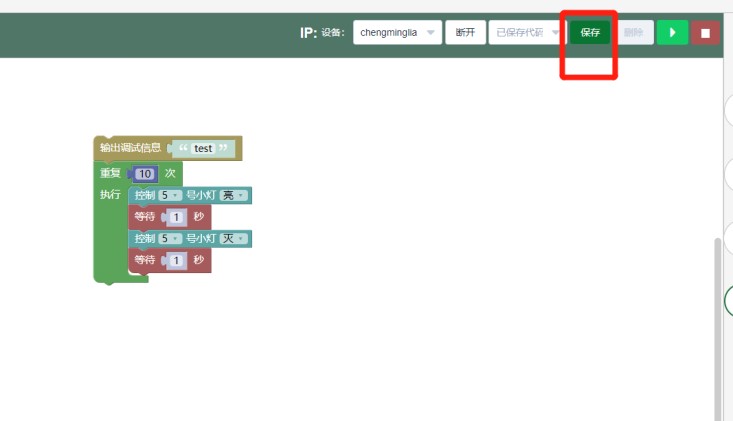 IP: 设备: chengminglia 断开 已保存代码 保存 删除
输出调试信息 “ test ”
重复 10 次
执行 控制 5 号小灯 亮
等待 1 秒
控制 5 号小灯 灭
等待 1 秒